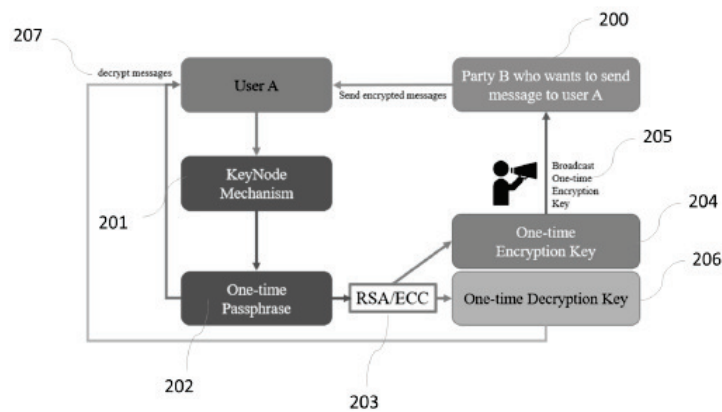 200
207
decrypt messages
User A
Send encrypted messages
Party B who wants to send
message to user A
205
Broadcast
One-time
Encryption
Key
KeyNode
Mechanism
201
204
One-time
Encryption Key
206
One-time
Passphrase
RSA/ECC
One-time Decryption Key
202
203